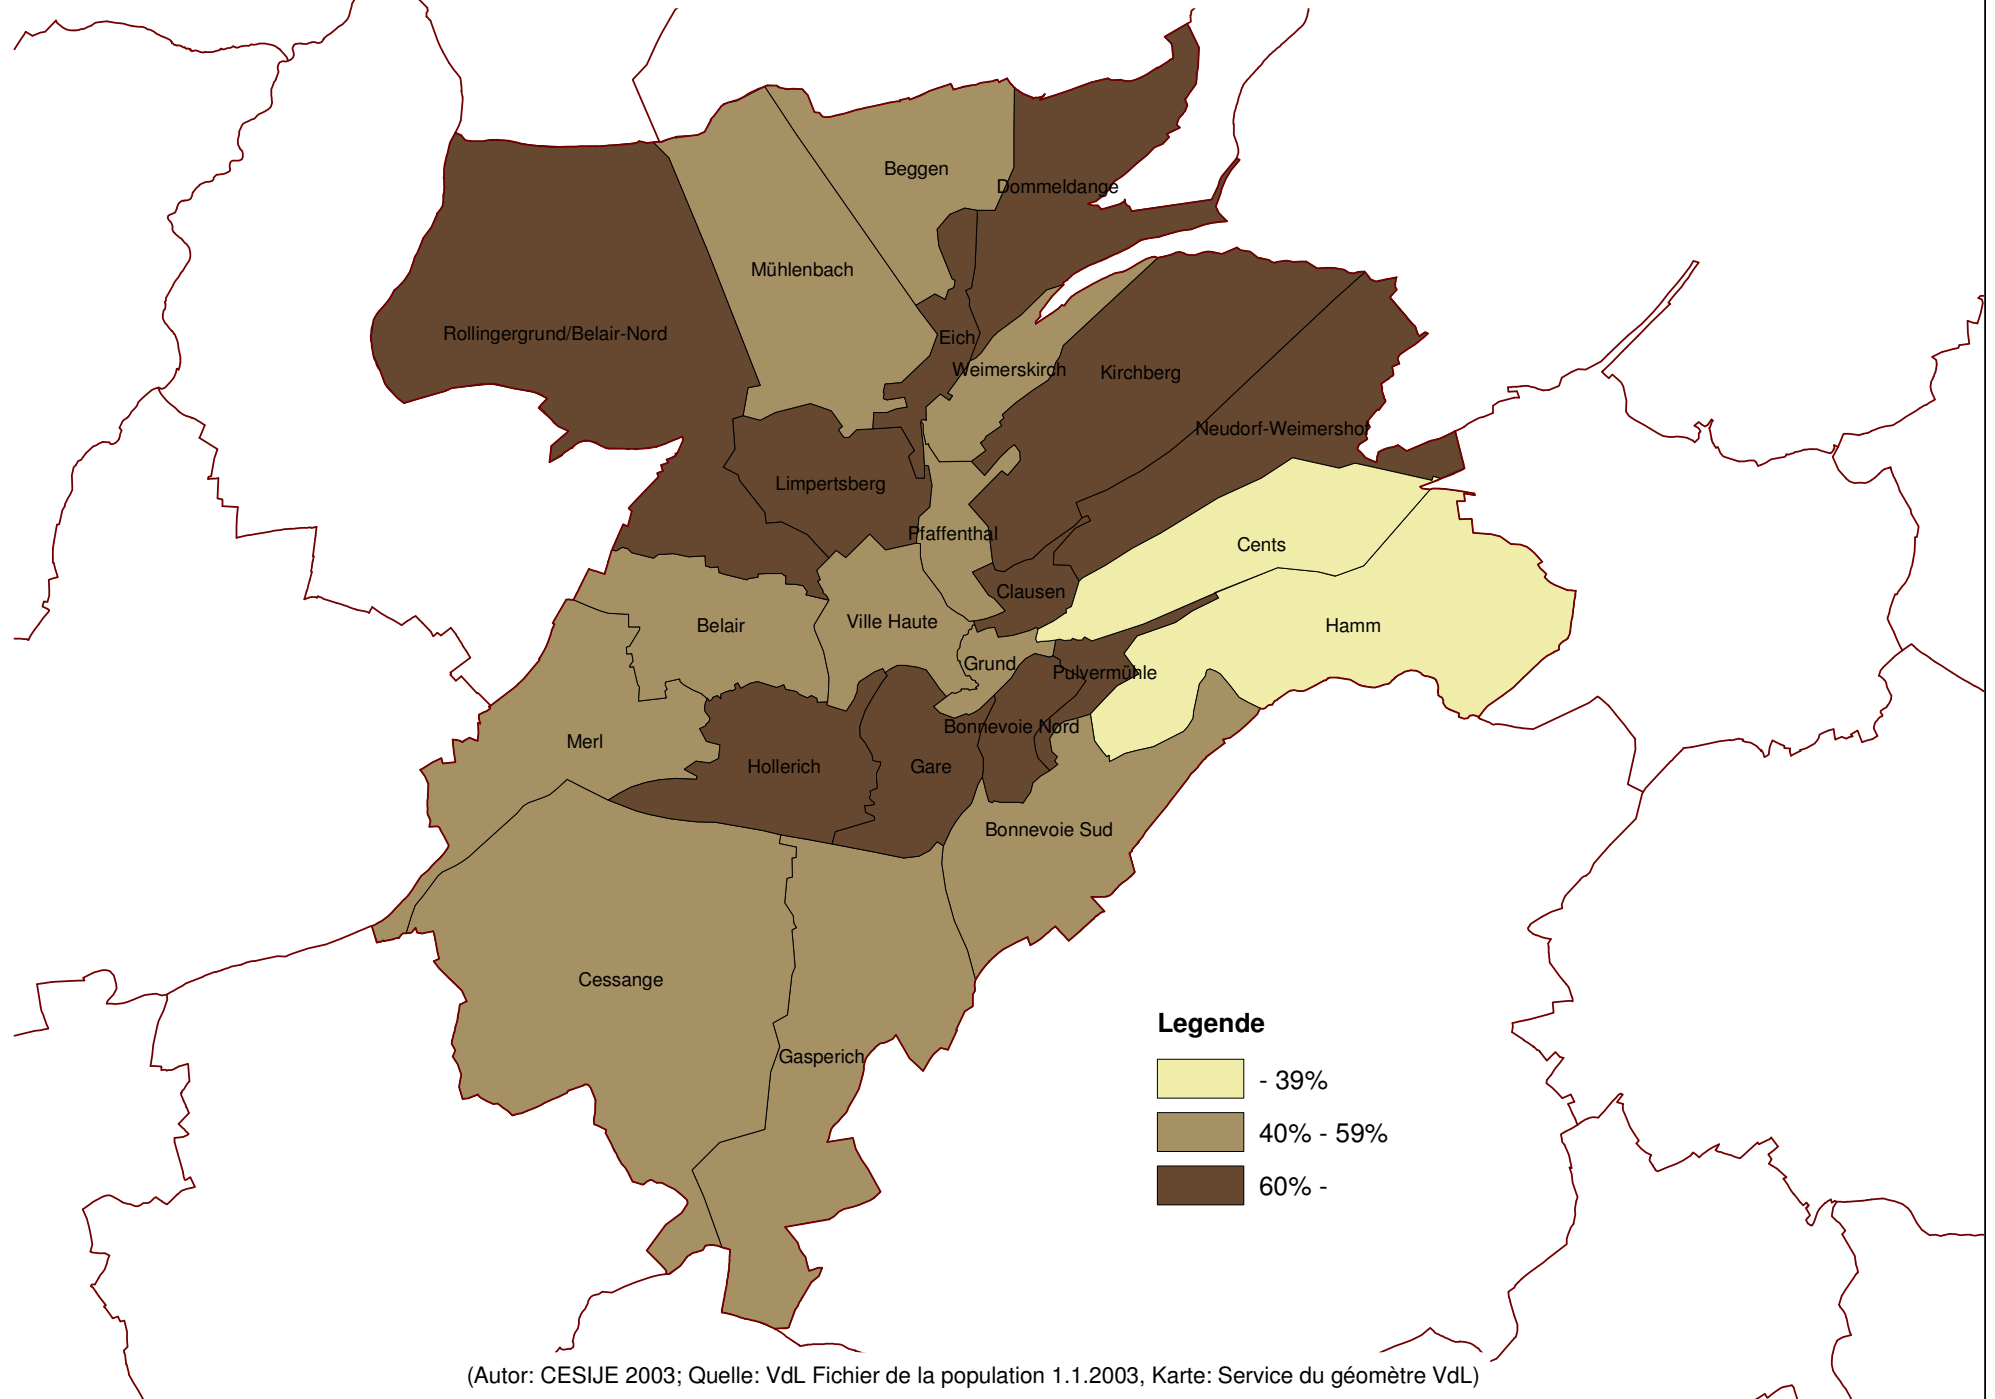 Beggen
Dommeldange
Mühlenbach
Rollingergrund/Belair-Nord
Eich
Weimerskirch
Kirchberg
Neudorf-Weimershof
Limpertsberg
Pfaffenthal
Cents
Clausen
Belair
Ville Haute
Hamm
Grund
Pulvermühle
Bonnevoie Nord
Merl
Hollerich
Gare
Bonnevoie Sud
Cessange
Gasperich
Legende
- 39%
40% - 59%
60% -
(Autor: CESIJE 2003; Quelle: VdL Fichier de la population 1.1.2003, Karte: Service du géomètre VdL)